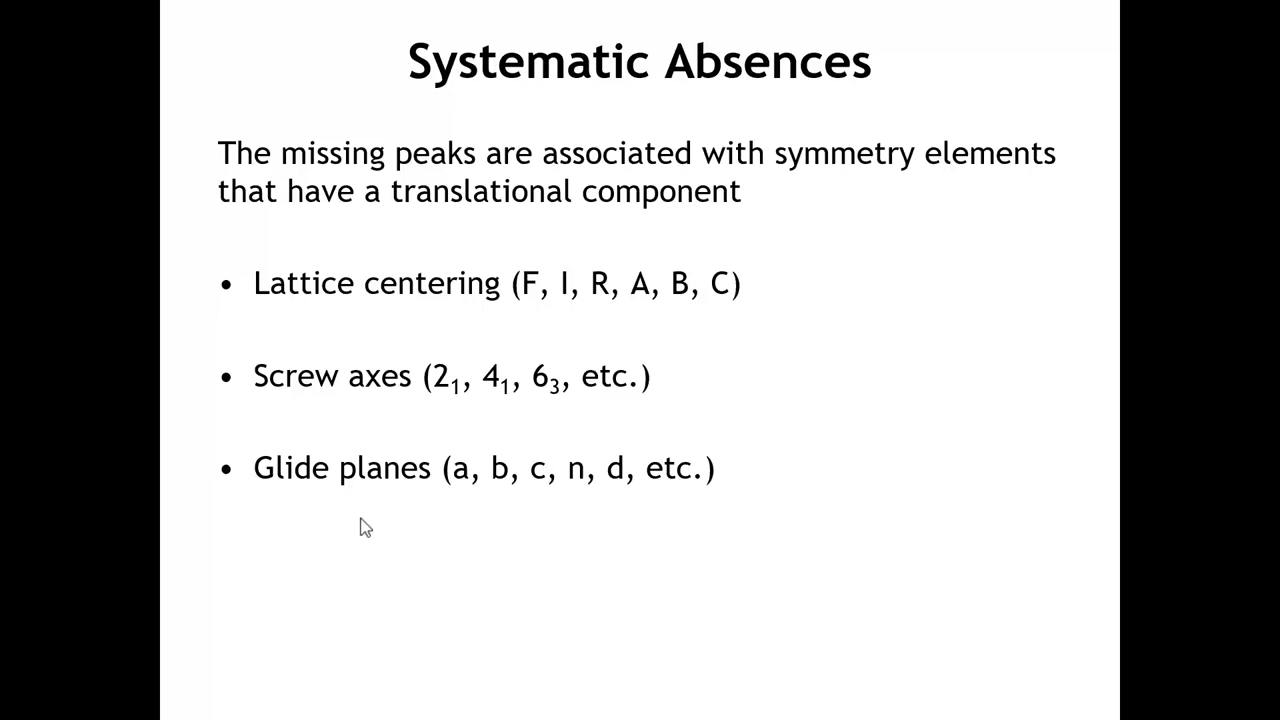 Systematic Absences
The missing peaks are associated with symmetry elements
that have a translational component
• Lattice centering (F, I, R, A, B, C)
• Screw axes (2₁, 4₁, 6₃, etc.)
• Glide planes (a, b, c, n, d, etc.)